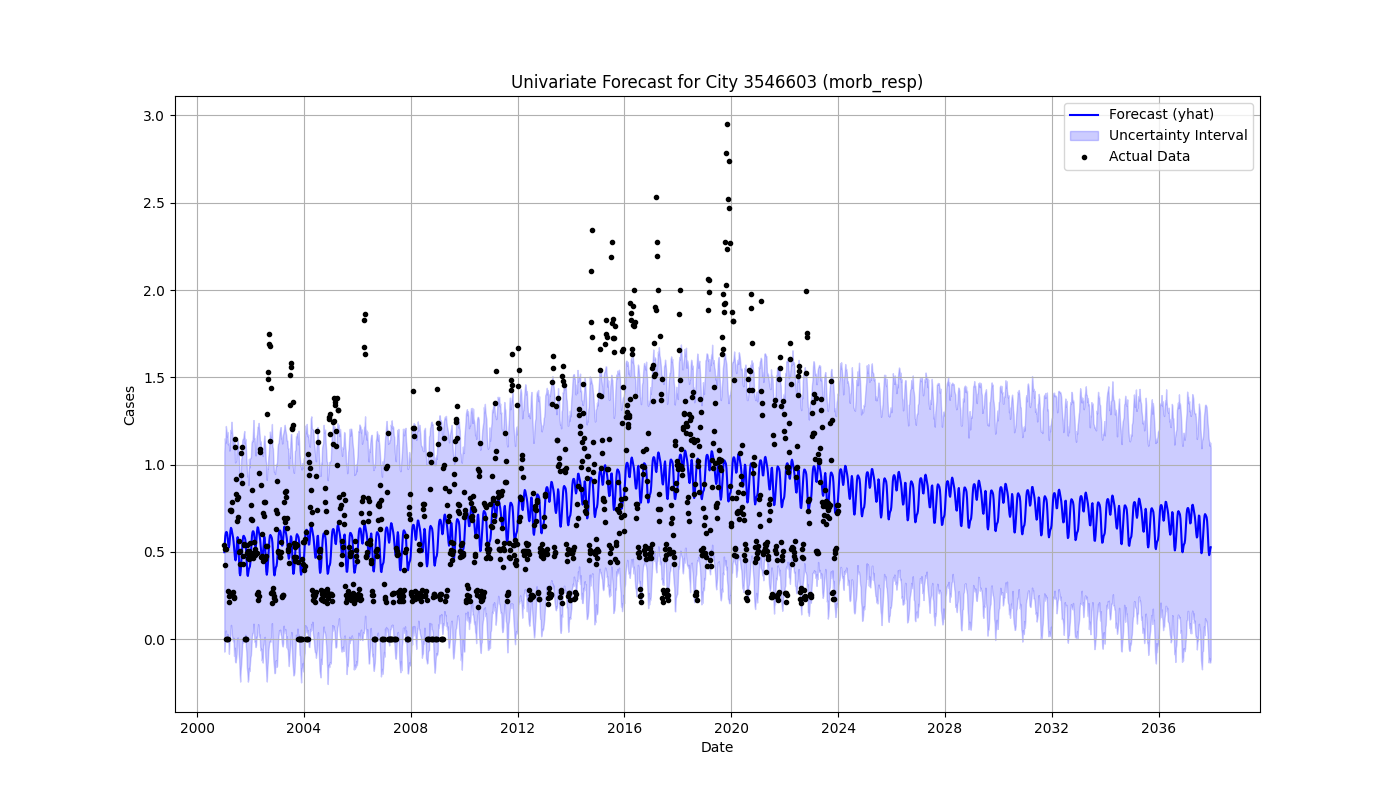 Univariate Forecast for City 3546603 (morb_resp)
Forecast (yhat)
Uncertainty Interval
Actual Data
3.0
2.5
2.0
1.5
1.0
0.5
0.0
Cases
2000
2004
2008
2012
2016
2020
2024
2028
2032
2036
Date